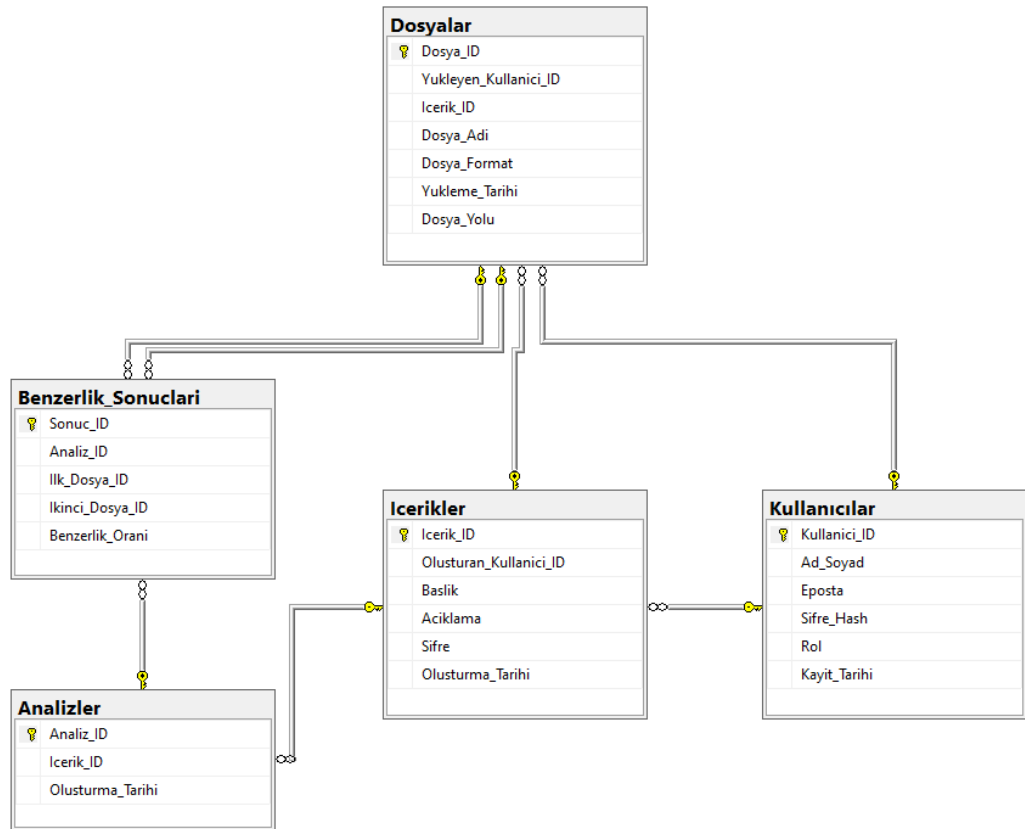 Dosyalar
Dosya_ID
Yukleyen_Kullanici_ID
Icerik_ID
Dosya_Adi
Dosya_Format
Yukleme_Tarihi
Dosya_Yolu
Benzerlik_Sonuclari
Sonuc_ID
Analiz_ID
Ilk_Dosya_ID
Ikinci_Dosya_ID
Benzerlik_Orani
Icerikler
Icerik_ID
Olusturan_Kullanici_ID
Baslik
Aciklama
Sifre
Olusturma_Tarihi
Kullanıcılar
Kullanici_ID
Ad_Soyad
Eposta
Sifre_Hash
Rol
Kayit_Tarihi
Analizler
Analiz_ID
Icerik_ID
Olusturma_Tarihi